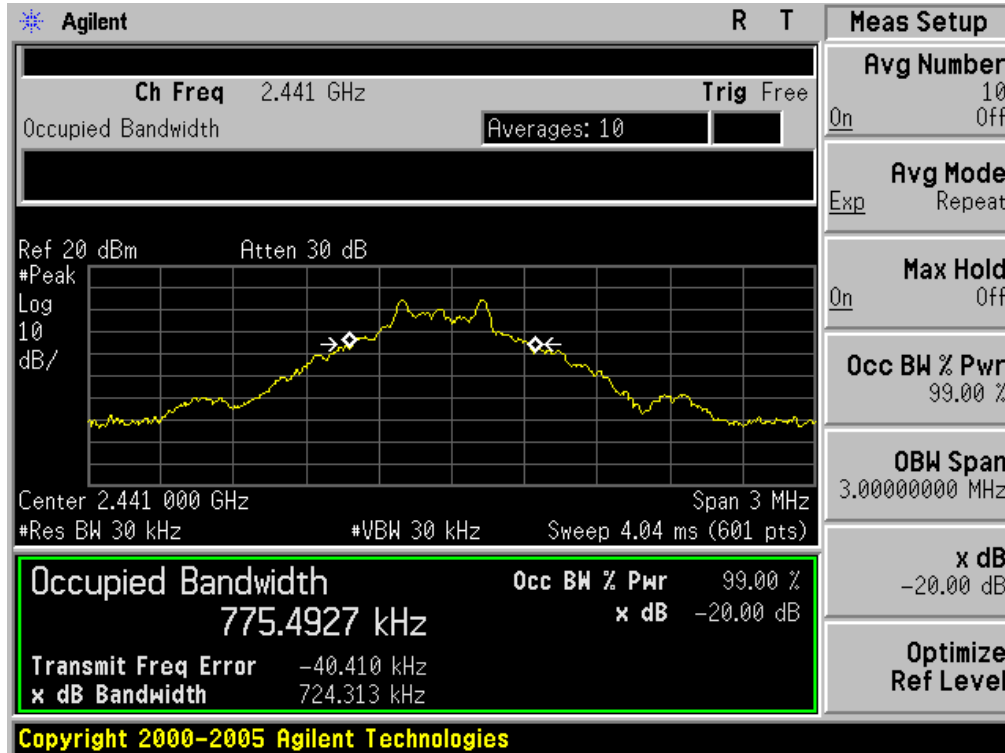 Agilent R T
Ch Freq 2.441 GHz Trig Free
Occupied Bandwidth Averages: 10
Ref 20 dBm Atten 30 dB
#Peak
Log
10
dB/
Center 2.441 000 GHz Span 3 MHz
#Res BW 30 kHz #VBW 30 kHz Sweep 4.04 ms (601 pts)
Occupied Bandwidth Occ BW % Pwr 99.00 %
775.4927 kHz x dB -20.00 dB
Transmit Freq Error -40.410 kHz
x dB Bandwidth 724.313 kHz
Copyright 2000-2005 Agilent Technologies
Meas Setup
Avg Number
10
On Off
Avg Mode
Exp Repeat
Max Hold
On Off
Occ BW % Pwr
99.00 %
OBW Span
3.00000000 MHz
x dB
-20.00 dB
Optimize
Ref Level